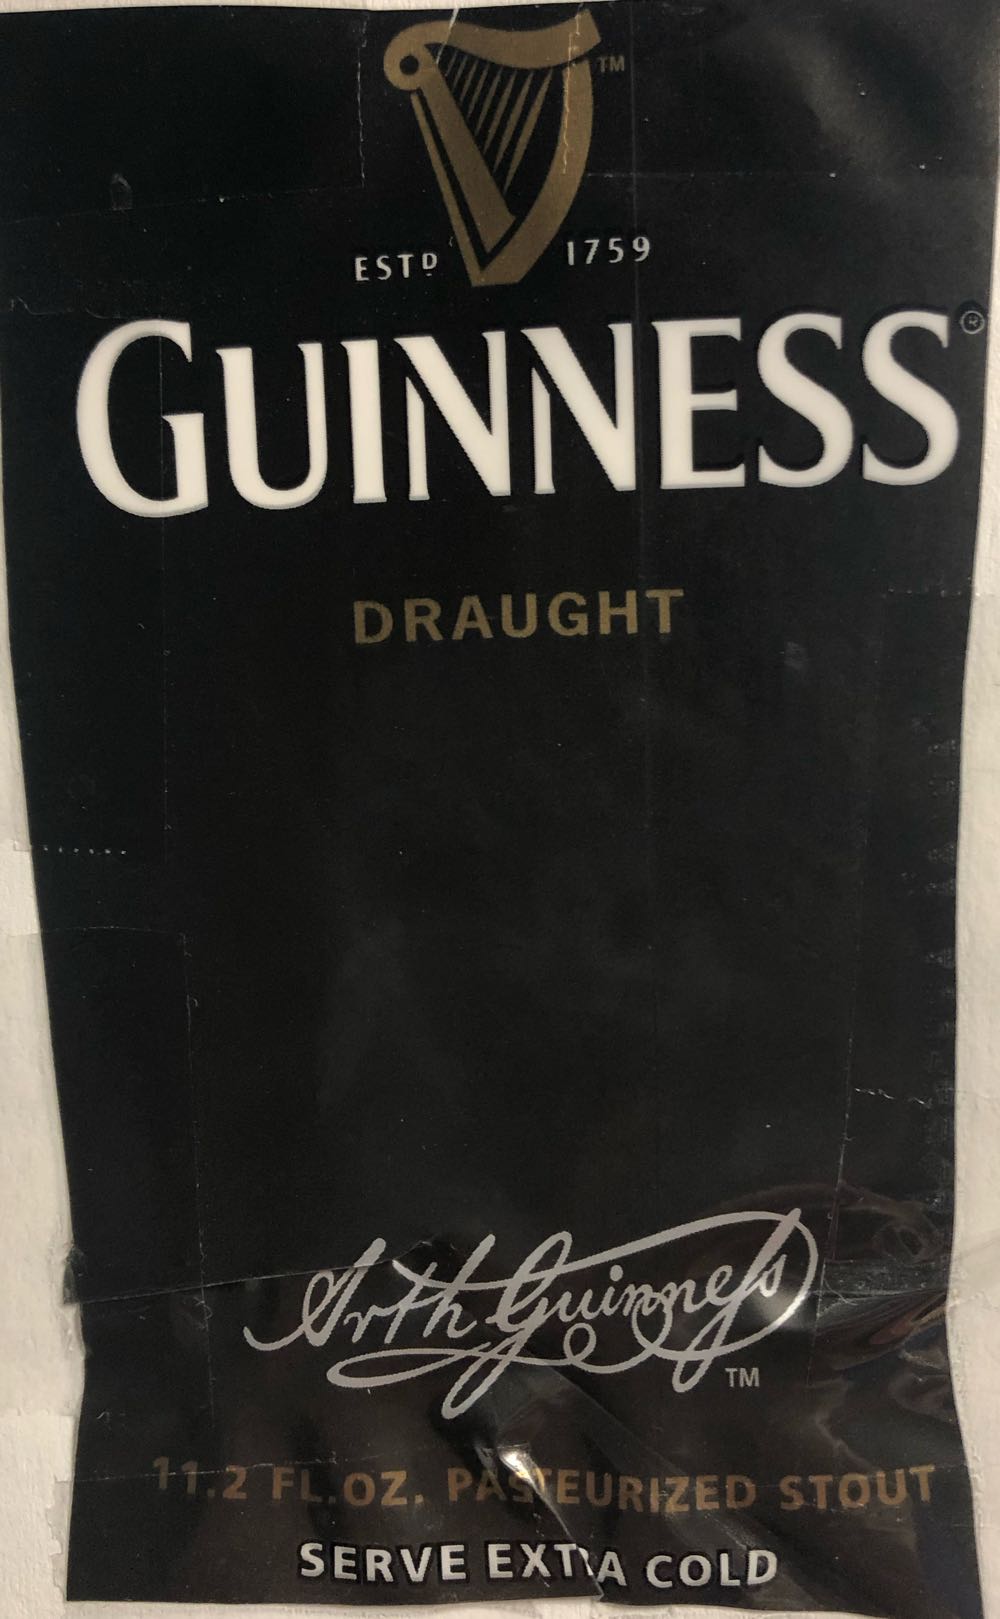 TM
ESTD 1759
GUINNESS®
DRAUGHT
Arth Guinness
TM
11.2 FL.OZ. PASTEURIZED STOUT
SERVE EXTRA COLD